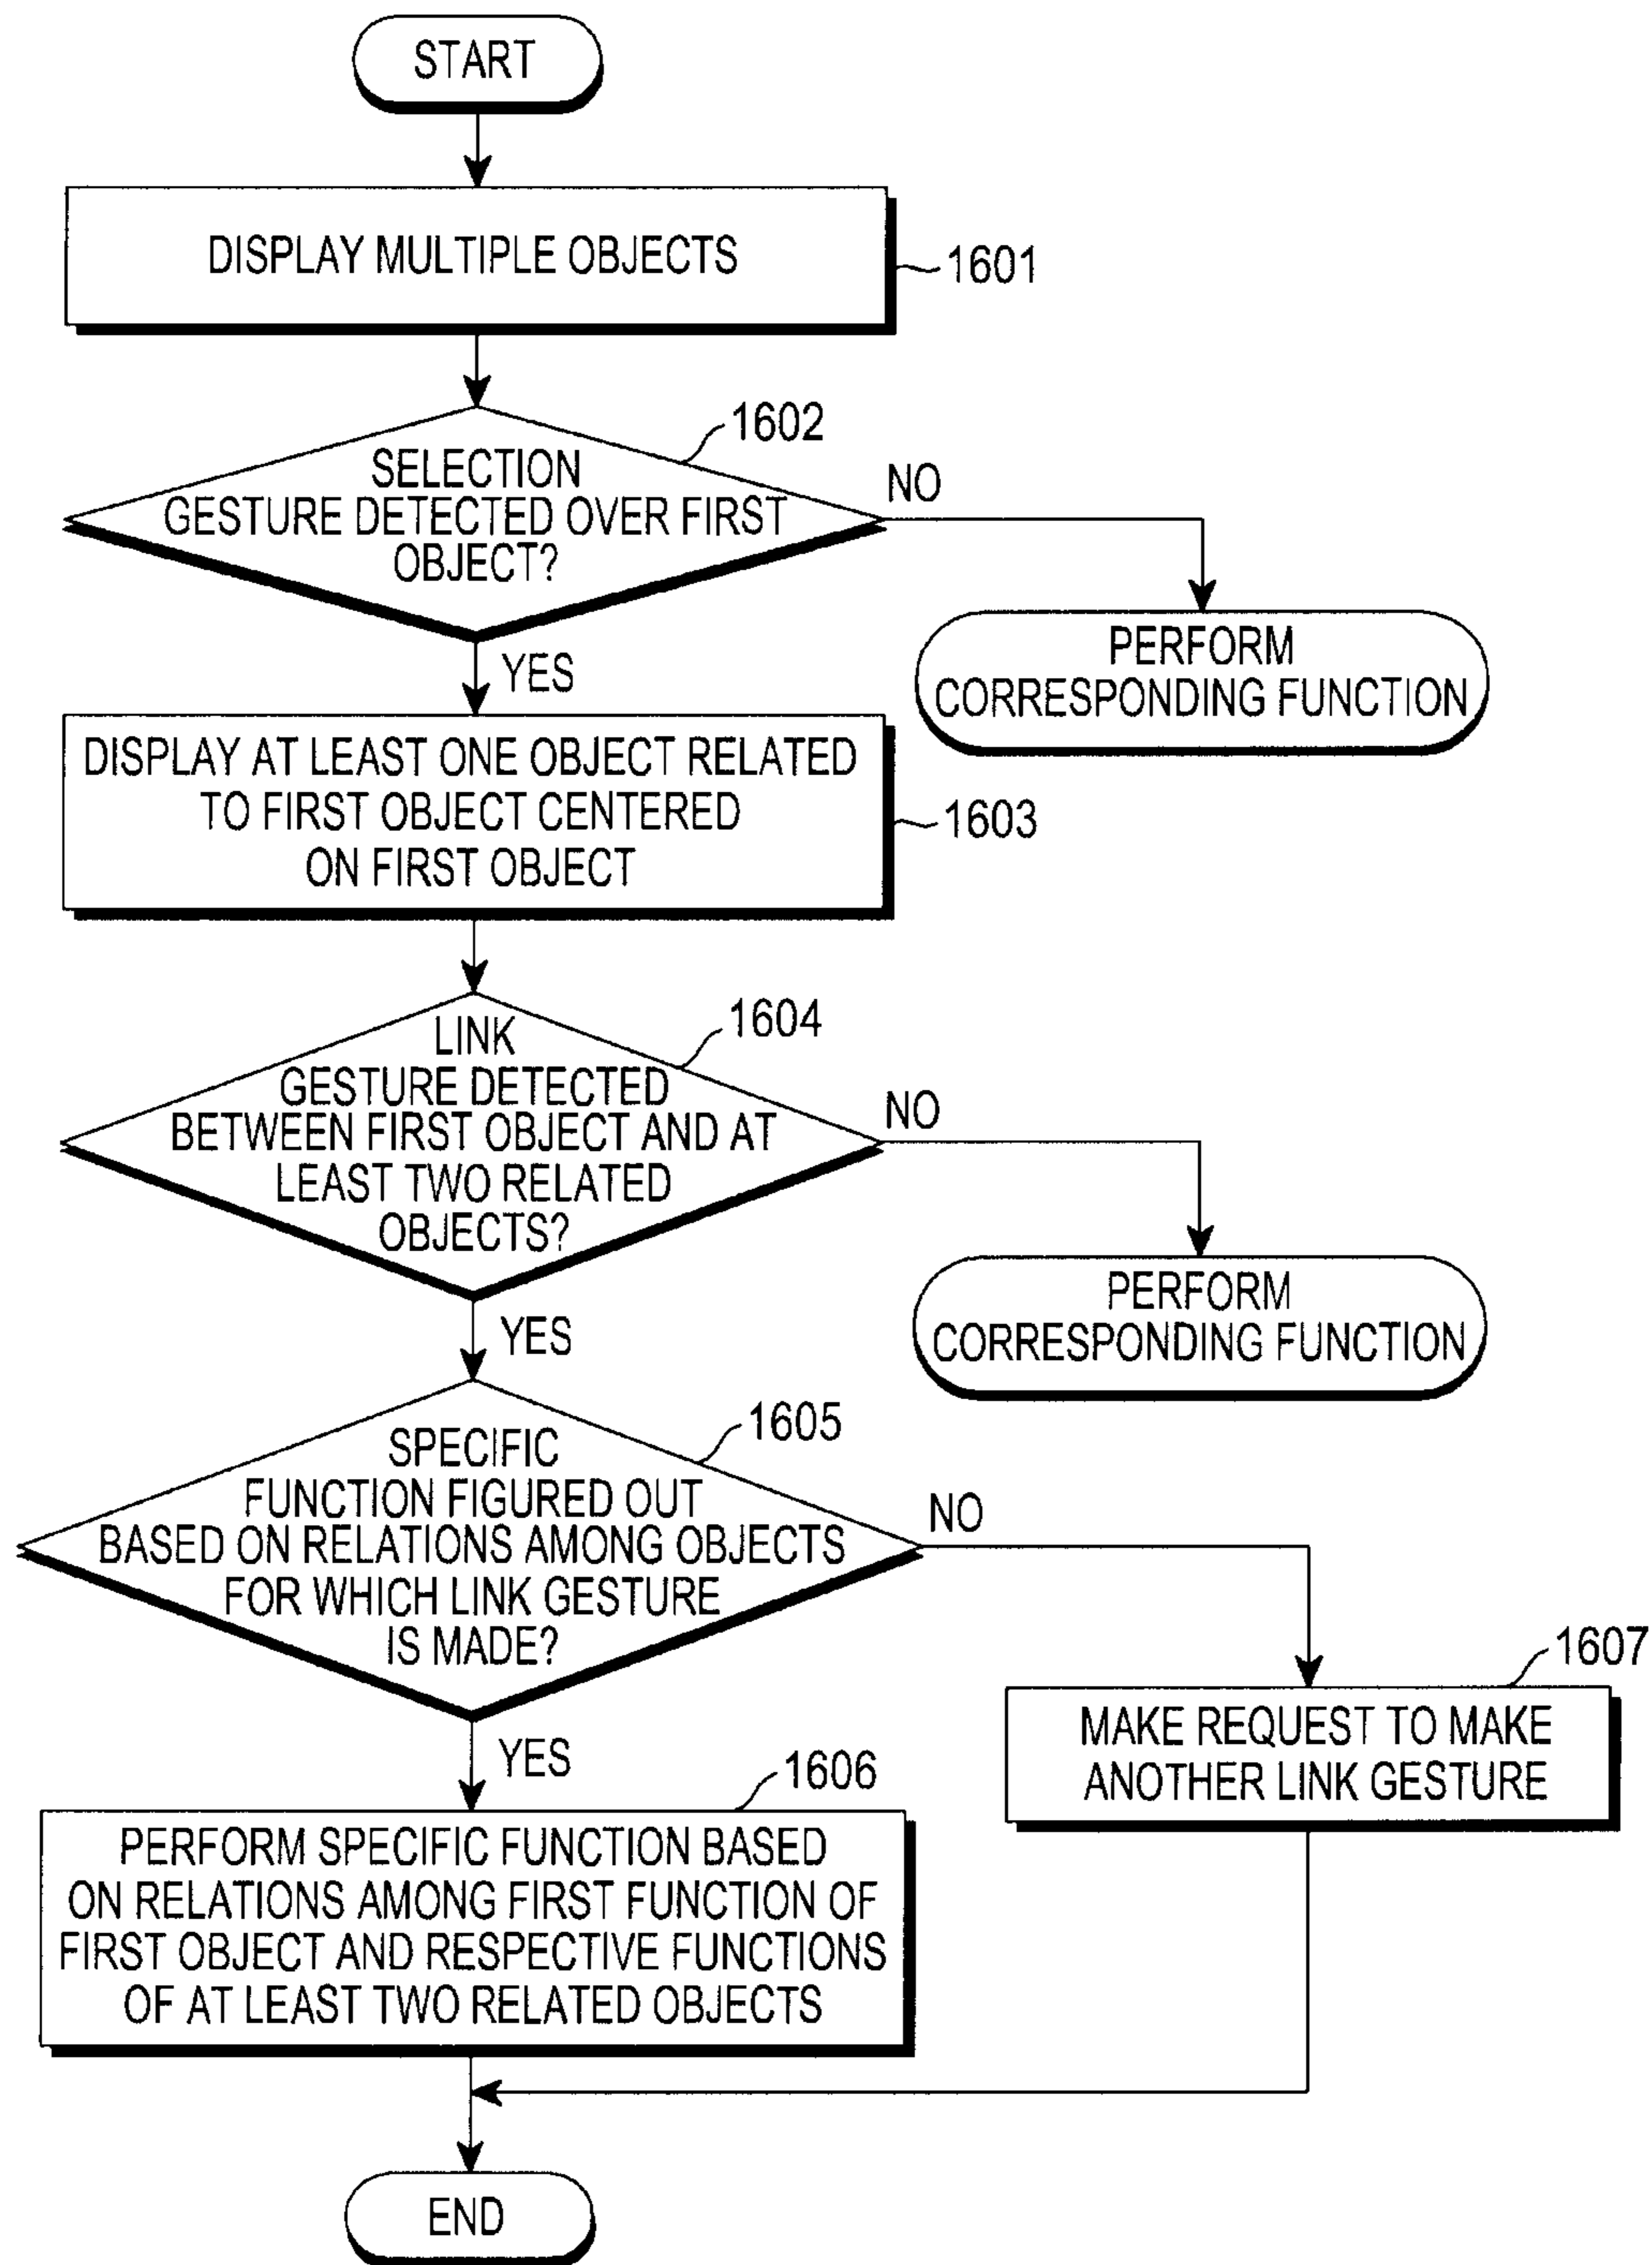 START
DISPLAY MULTIPLE OBJECTS
1601
1602
SELECTION
GESTURE DETECTED OVER FIRST
OBJECT?
NO
PERFORM
CORRESPONDING FUNCTION
YES
DISPLAY AT LEAST ONE OBJECT RELATED
TO FIRST OBJECT CENTERED
ON FIRST OBJECT
1603
1604
LINK
GESTURE DETECTED
BETWEEN FIRST OBJECT AND AT
LEAST TWO RELATED
OBJECTS?
NO
PERFORM
CORRESPONDING FUNCTION
YES
1605
SPECIFIC
FUNCTION FIGURED OUT
BASED ON RELATIONS AMONG OBJECTS
FOR WHICH LINK GESTURE
IS MADE?
NO
1607
MAKE REQUEST TO MAKE
ANOTHER LINK GESTURE
YES
1606
PERFORM SPECIFIC FUNCTION BASED
ON RELATIONS AMONG FIRST FUNCTION OF
FIRST OBJECT AND RESPECTIVE FUNCTIONS
OF AT LEAST TWO RELATED OBJECTS
END